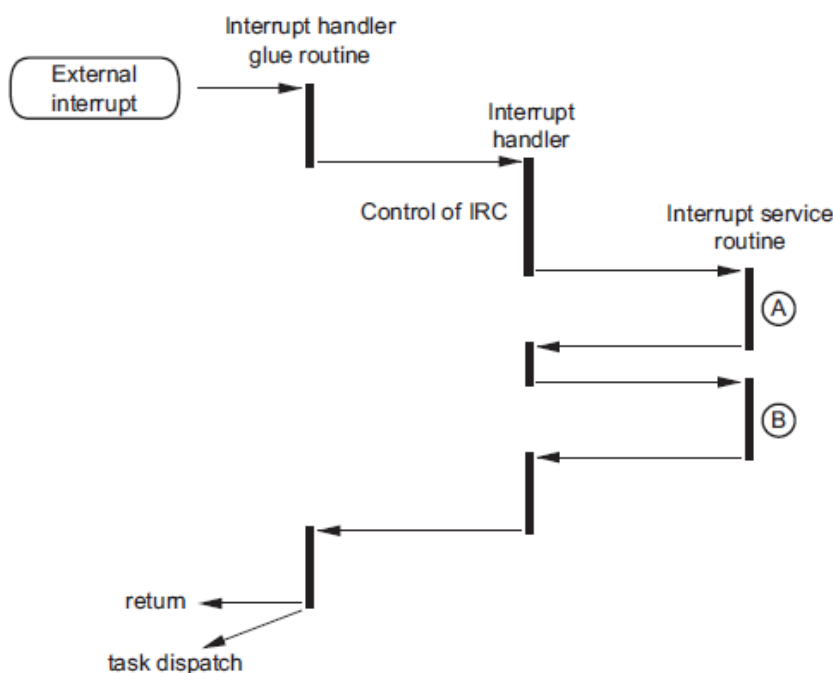 Interrupt handler
glue routine
External
interrupt
Interrupt
handler
Control of IRC
Interrupt service
routine
A
B
return
task dispatch